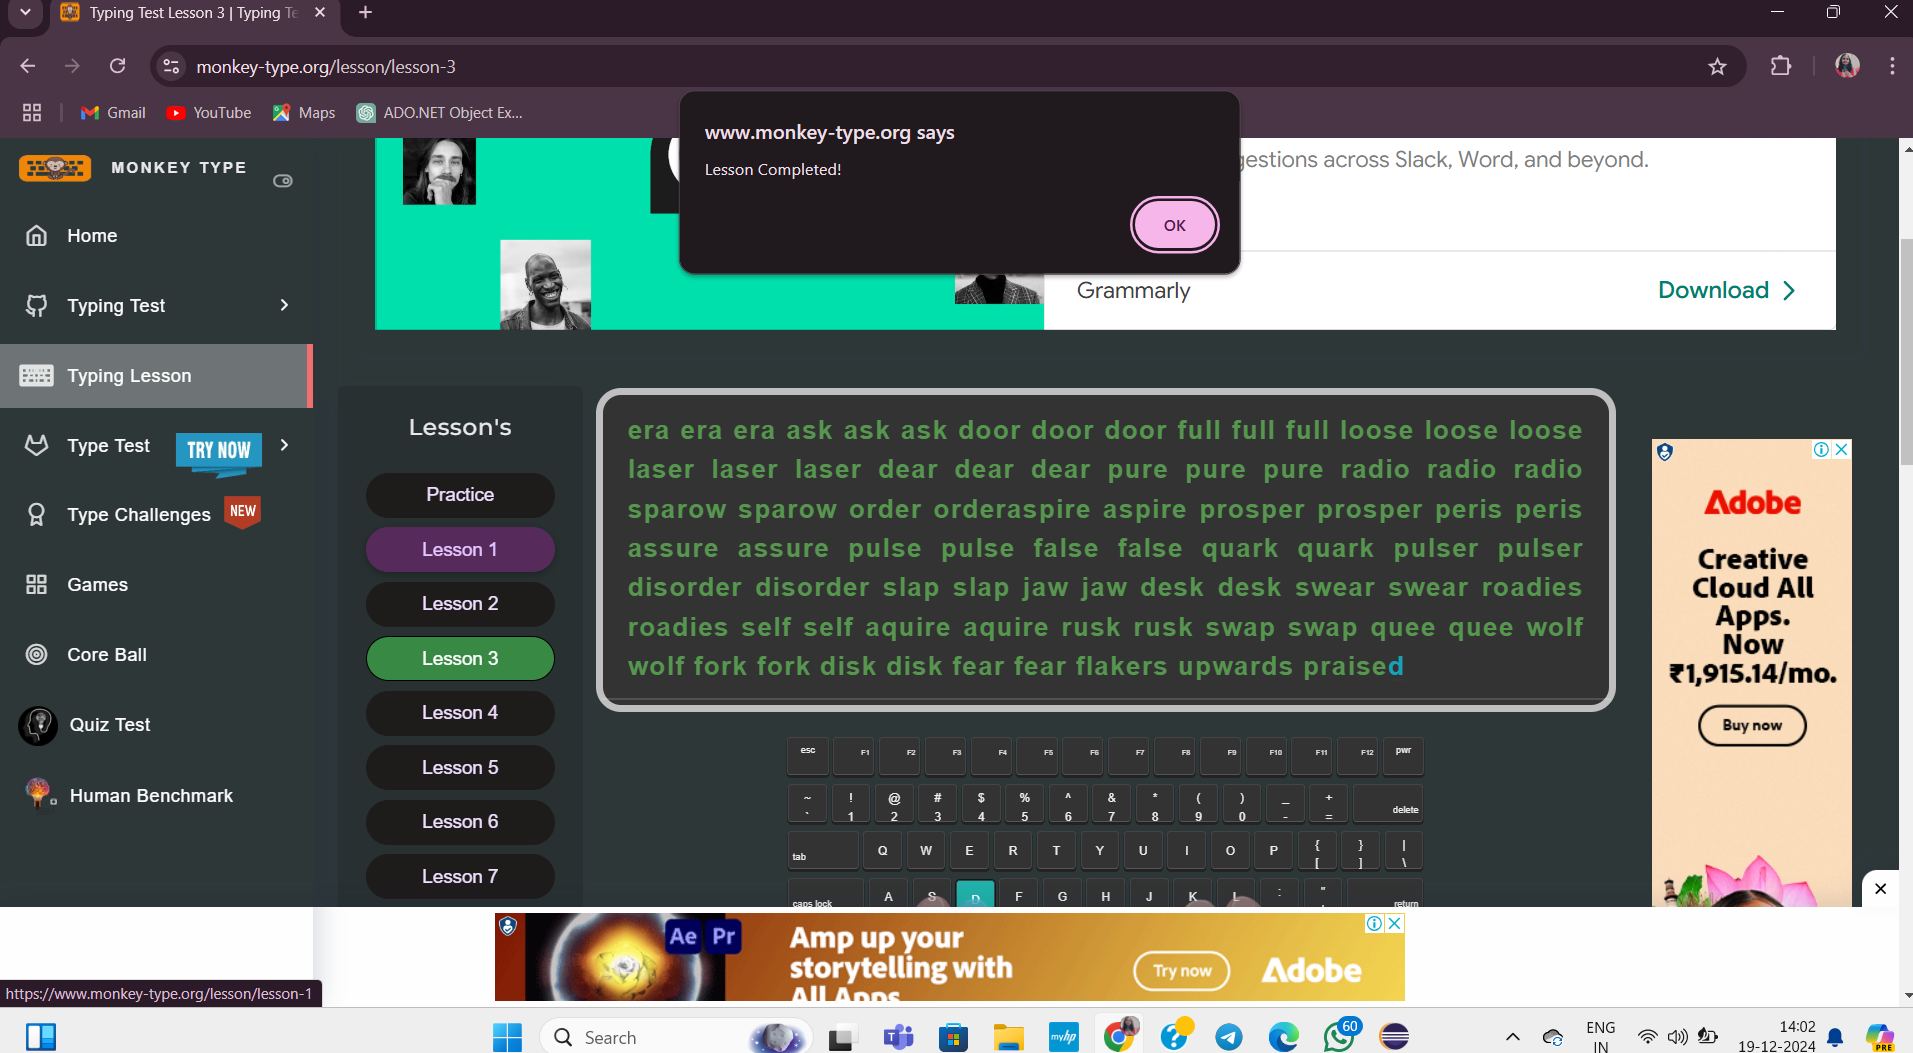 Typing Test Lesson 3 | Typing Te
monkey-type.org/lesson/lesson-3
Gmail YouTube Maps ADO.NET Object Ex...
www.monkey-type.org says
Lesson Completed!
OK
MONKEY TYPE
Home
Typing Test
Typing Lesson
Type Test TRY NOW
Type Challenges NEW
Games
Core Ball
Quiz Test
Human Benchmark
gestions across Slack, Word, and beyond.
Grammarly
Download
Lesson's
Practice
Lesson 1
Lesson 2
Lesson 3
Lesson 4
Lesson 5
Lesson 6
Lesson 7
era era era ask ask ask door door door full full full loose loose loose
laser laser laser dear dear dear pure pure pure radio radio radio
sparow sparow order orderaspire aspire prosper prosper peris peris
assure assure pulse pulse false false quark quark pulser pulser
disorder disorder slap slap jaw jaw desk desk swear swear roadies
roadies self self aquire aquire rusk rusk swap swap quee quee wolf
wolf fork fork disk disk fear fear flakers upwards praised
esc F1 F2 F3 F4 F5 F6 F7 F8 F9 F10 F11 F12 pwr
~ ! @ # $ % ^ & * ( ) _ +
` 1 2 3 4 5 6 7 8 9 0 - = delete
tab Q W E R T Y U I O P { } |
[ ] \
caps lock A S D F G H J K L : " return
Adobe
Creative
Cloud All
Apps.
Now
₹1,915.14/mo.
Buy now
Ae Pr
Amp up your
storytelling with
All Apps
Try now
Adobe
https://www.monkey-type.org/lesson/lesson-1
Search
myhp
60
ENG
IN
14:02
19-12-2024
PRE